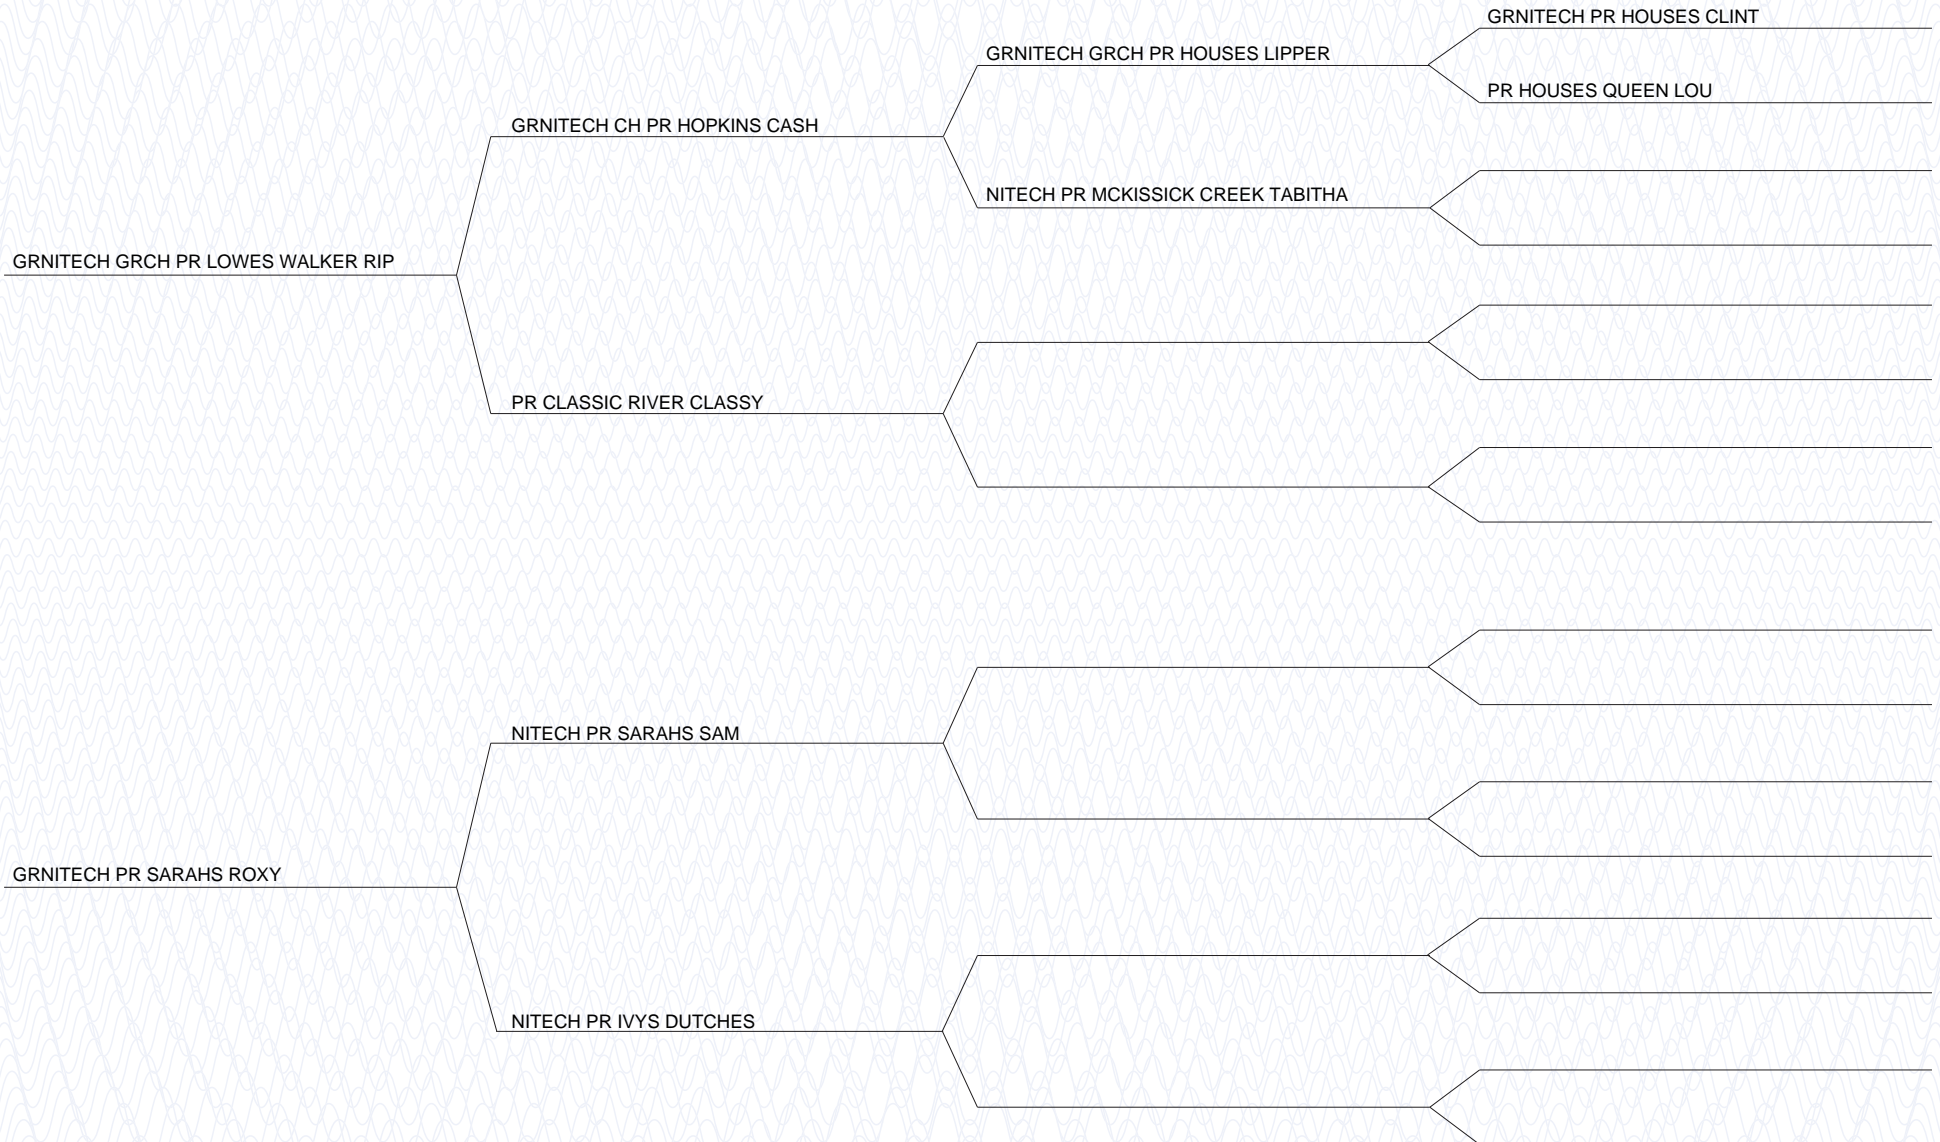 GRNITECH PR HOUSES CLINT
GRNITECH GRCH PR HOUSES LIPPER
PR HOUSES QUEEN LOU
GRNITECH CH PR HOPKINS CASH
NITECH PR MCKISSICK CREEK TABITHA
GRNITECH GRCH PR LOWES WALKER RIP
PR CLASSIC RIVER CLASSY
NITECH PR SARAHS SAM
GRNITECH PR SARAHS ROXY
NITECH PR IVYS DUTCHES